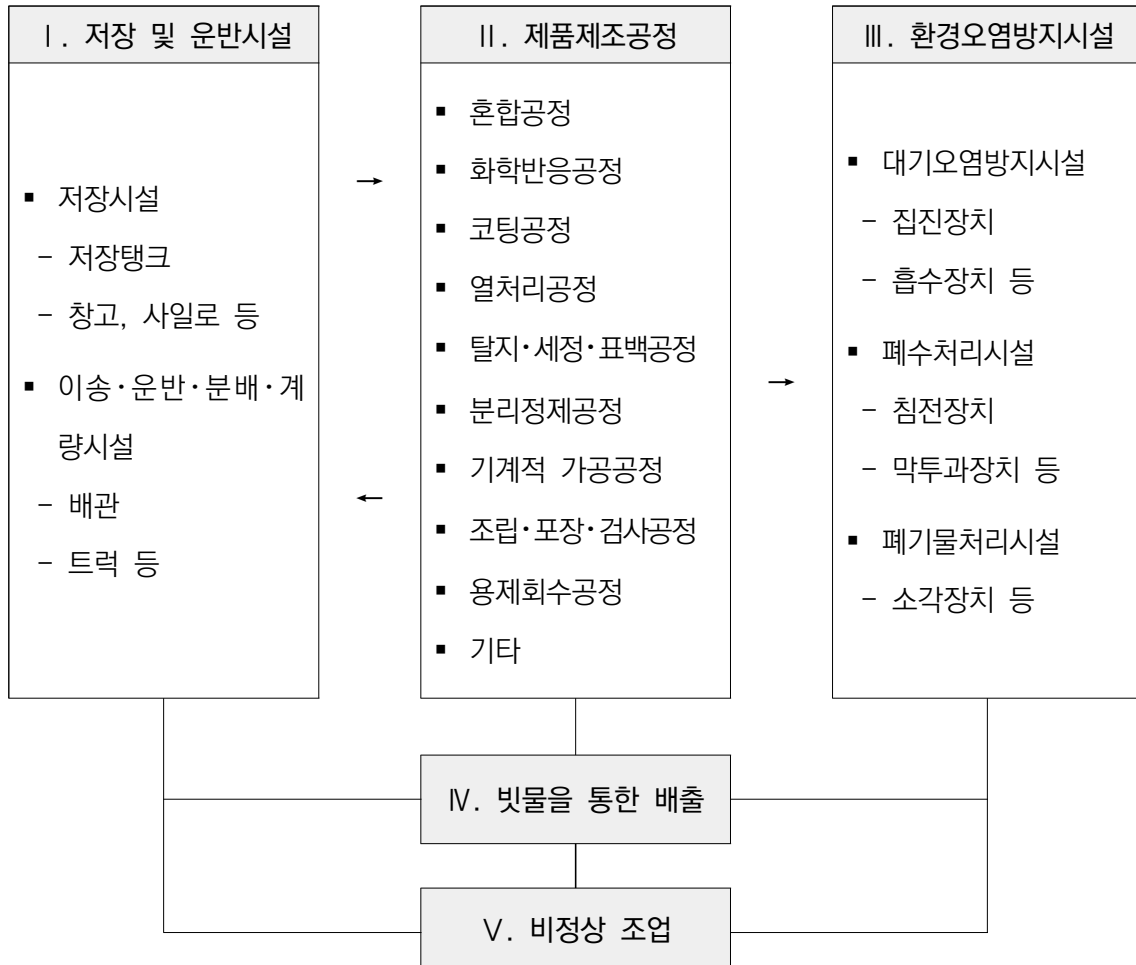 Ⅰ. 저장 및 운반시설
▪ 저장시설
- 저장탱크
- 창고, 사일로 등
▪ 이송·운반·분배·계
량시설
- 배관
- 트럭 등
→
←
Ⅱ. 제품제조공정
▪ 혼합공정
▪ 화학반응공정
▪ 코팅공정
▪ 열처리공정
▪ 탈지·세정·표백공정
▪ 분리정제공정
▪ 기계적 가공공정
▪ 조립·포장·검사공정
▪ 용제회수공정
▪ 기타
→
Ⅲ. 환경오염방지시설
▪ 대기오염방지시설
- 집진장치
- 흡수장치 등
▪ 폐수처리시설
- 침전장치
- 막투과장치 등
▪ 폐기물처리시설
- 소각장치 등
Ⅳ. 빗물을 통한 배출
Ⅴ. 비정상 조업